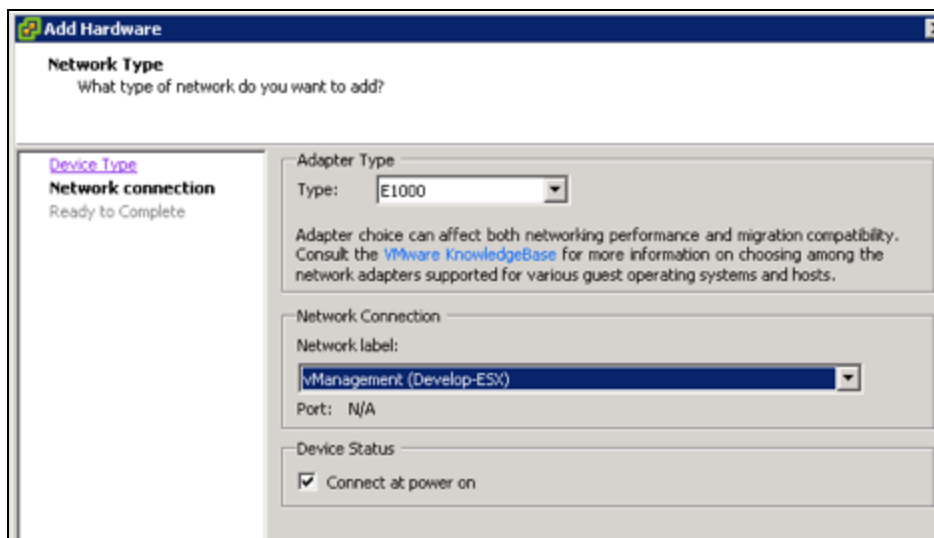 Add Hardware
Network Type
What type of network do you want to add?
Device Type
Network connection
Ready to Complete
Adapter Type
Type: E1000
Adapter choice can affect both networking performance and migration compatibility.
Consult the VMware KnowledgeBase for more information on choosing among the
network adapters supported for various guest operating systems and hosts.
Network Connection
Network label:
vManagement (Develop-ESX)
Port: N/A
Device Status
Connect at power on